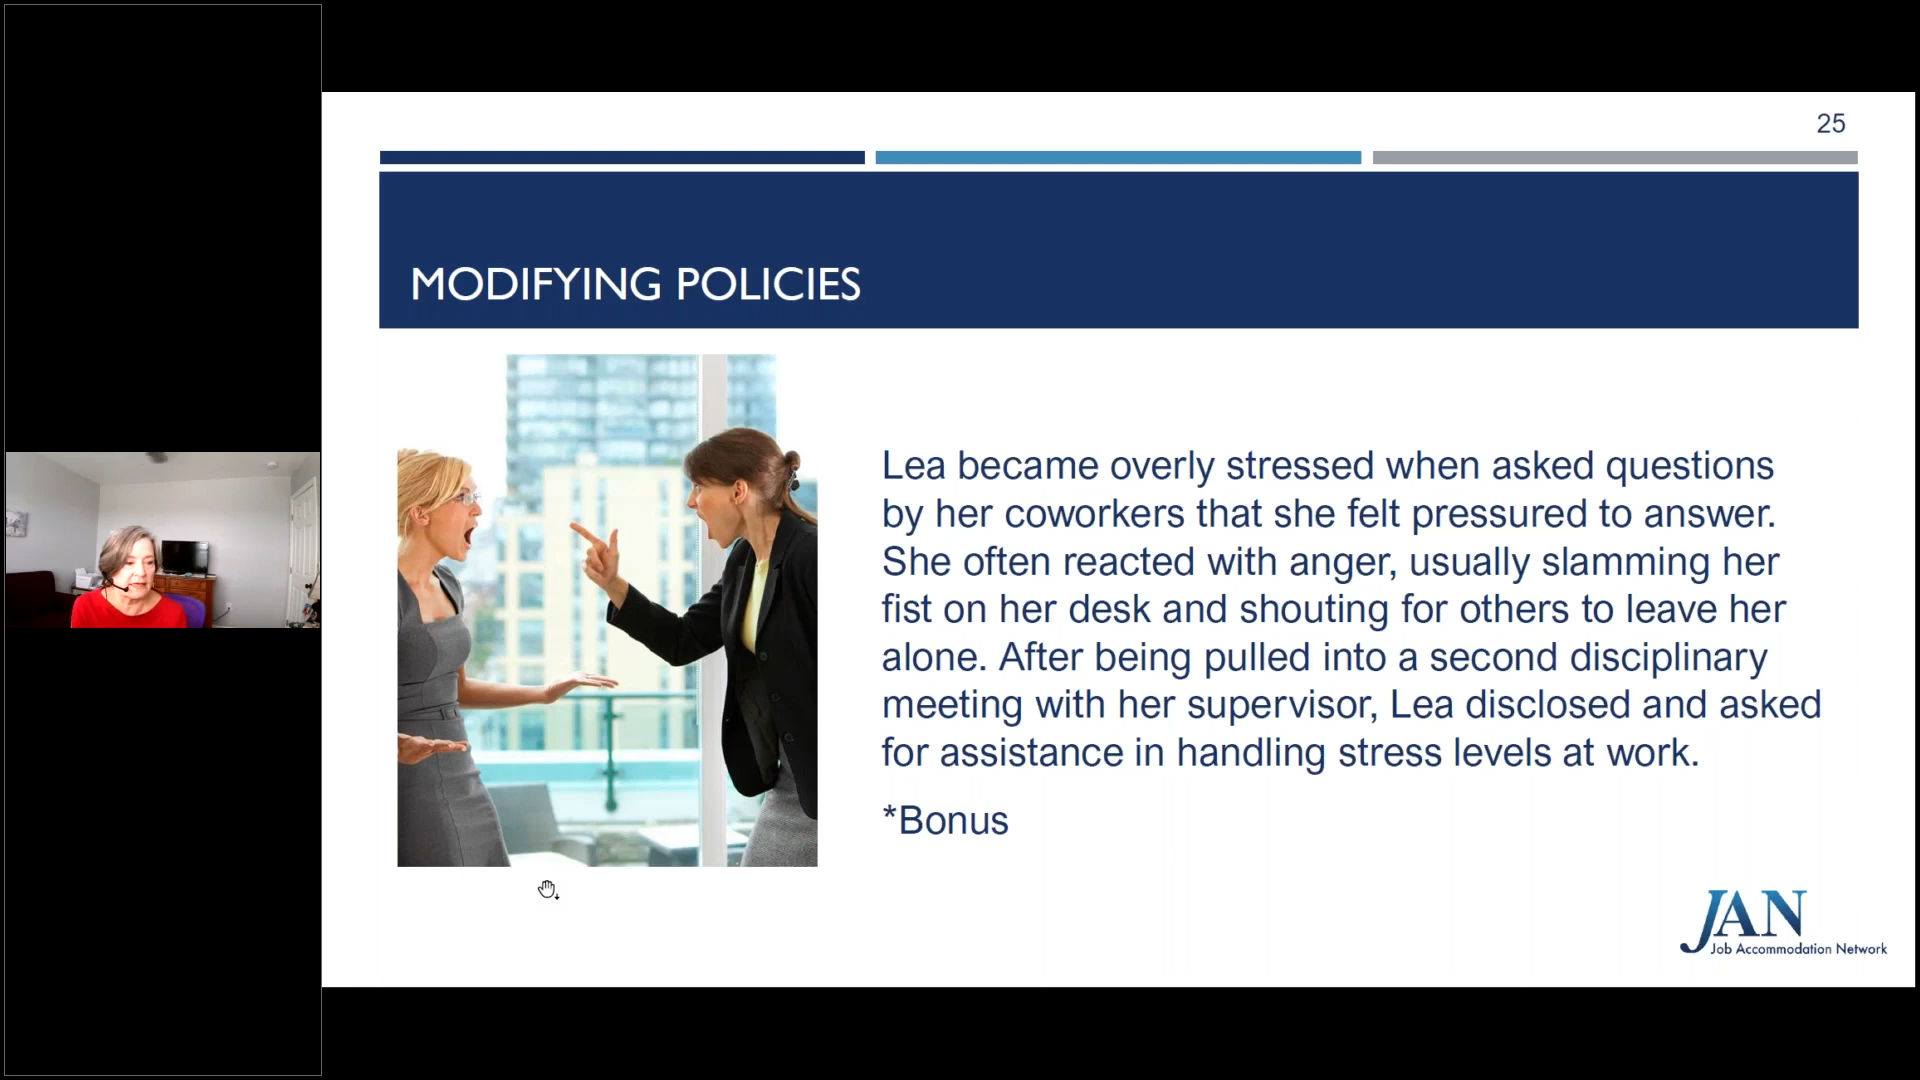 25
MODIFYING POLICIES
Lea became overly stressed when asked questions
by her coworkers that she felt pressured to answer.
She often reacted with anger, usually slamming her
fist on her desk and shouting for others to leave her
alone. After being pulled into a second disciplinary
meeting with her supervisor, Lea disclosed and asked
for assistance in handling stress levels at work.
*Bonus
JAN
Job Accommodation Network